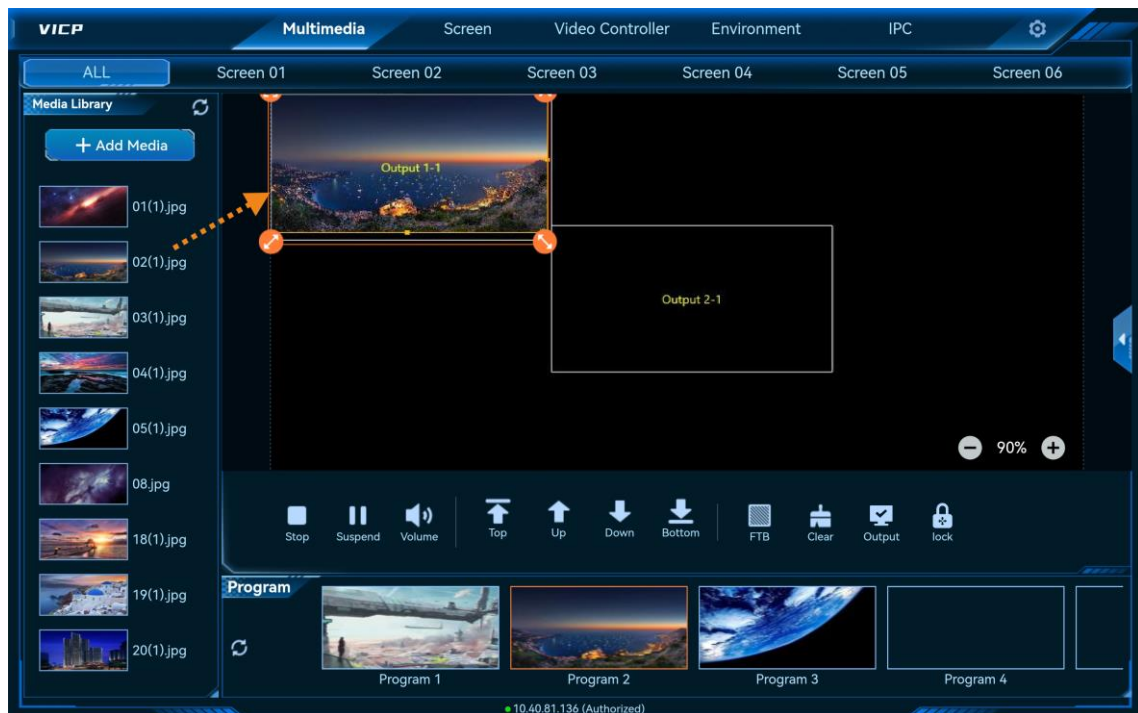 VICP
Multimedia
Screen
Video Controller
Environment
IPC
ALL
Screen 01
Screen 02
Screen 03
Screen 04
Screen 05
Screen 06
Media Library
+ Add Media
01(1).jpg
02(1).jpg
03(1).jpg
04(1).jpg
05(1).jpg
08.jpg
18(1).jpg
19(1).jpg
20(1).jpg
Output 1-1
Output 2-1
90%
Stop
Suspend
Volume
Top
Up
Down
Bottom
FTB
Clear
Output
lock
Program
Program 1
Program 2
Program 3
Program 4
10.40.81.136 (Authorized)